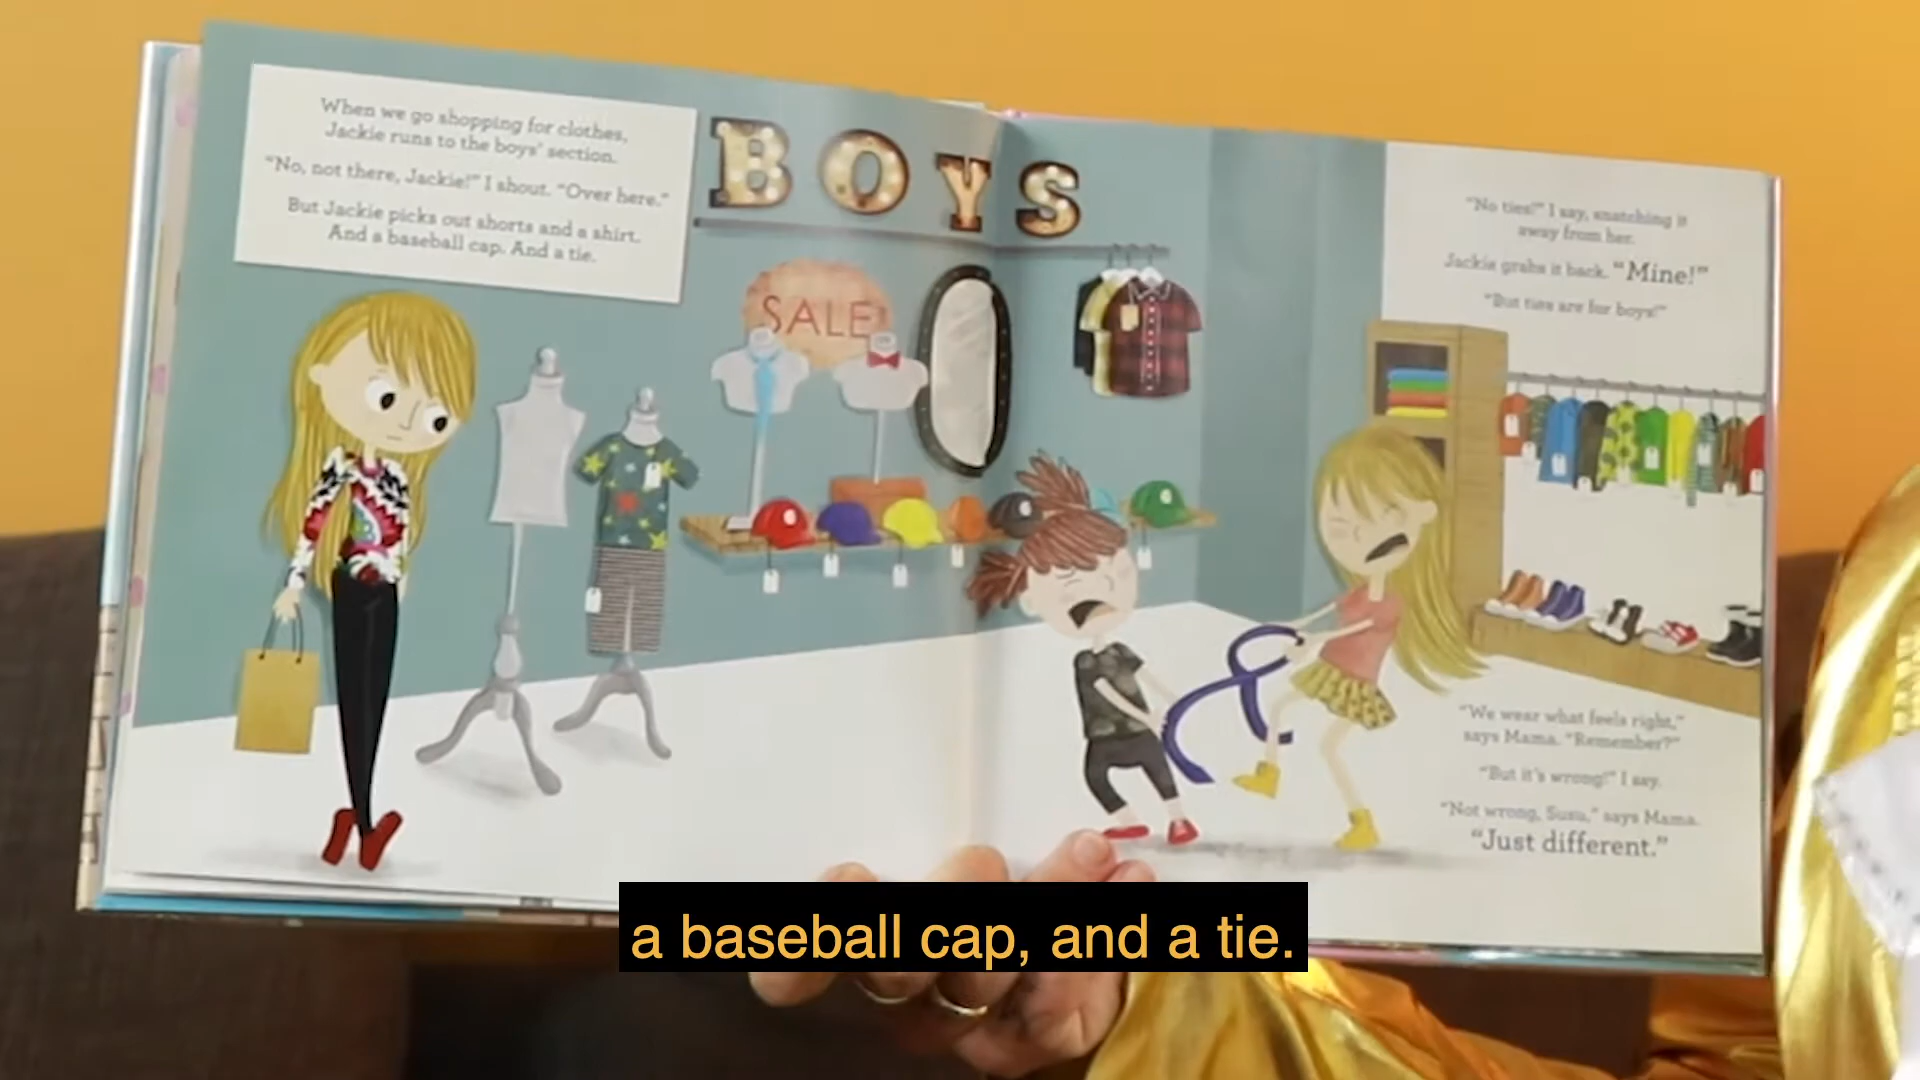 When we go shopping for clothes,
Jackie runs to the boys' section.
"No, not there, Jackie!" I shout. "Over here."
But Jackie picks out shorts and a shirt.
And a baseball cap. And a tie.
BOYS
SALE
"No ties!" I say, snatching it
away from her.
Jackie grabs it back. "Mine!"
"But ties are for boys!"
"We wear what feels right,"
says Mama. "Remember?"
"But it's wrong!" I say.
"Not wrong, Susu," says Mama.
"Just different."
a baseball cap, and a tie.